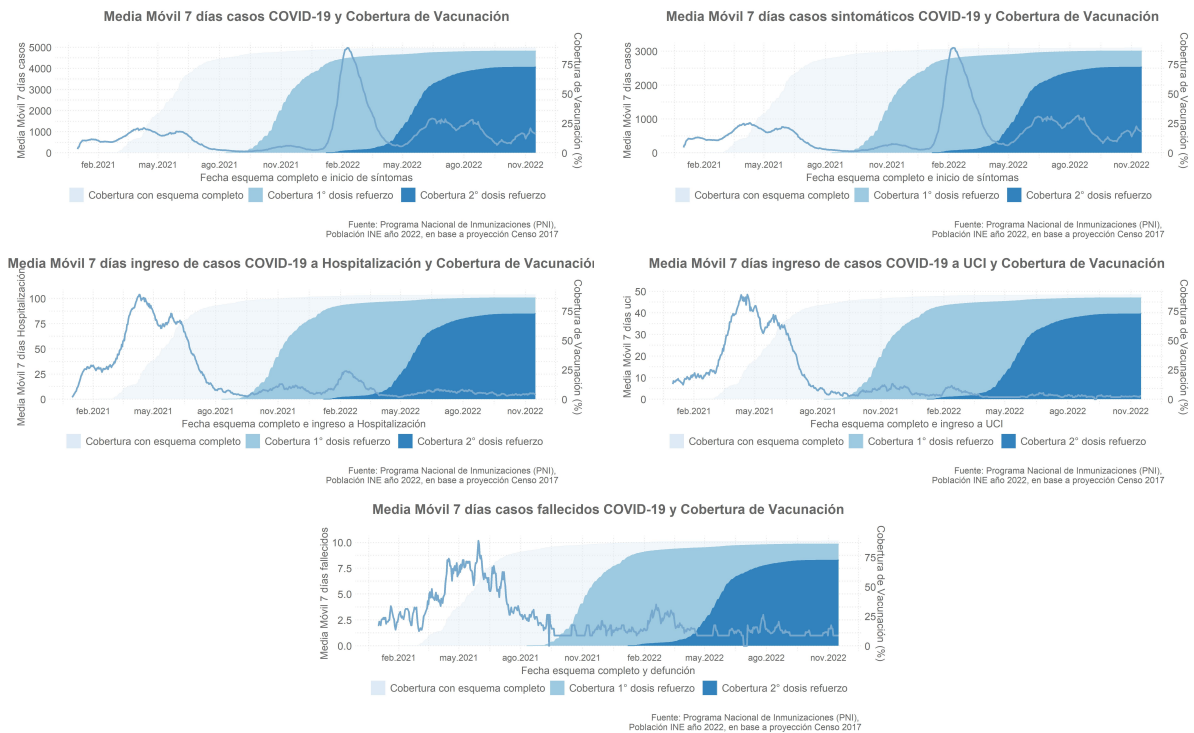 Media Móvil 7 días casos COVID-19 y Cobertura de Vacunación
Media Móvil 7 días casos
5000
4000
3000
2000
1000
0
Cobertura de Vacunación (%)
75
50
25
0
feb.2021 may.2021 ago.2021 nov.2021 feb.2022 may.2022 ago.2022 nov.2022
Fecha esquema completo e inicio de síntomas
Cobertura con esquema completo Cobertura 1° dosis refuerzo Cobertura 2° dosis refuerzo
Fuente: Programa Nacional de Inmunizaciones (PNI),
Población INE año 2022, en base a proyección Censo 2017
Media Móvil 7 días casos sintomáticos COVID-19 y Cobertura de Vacunación
Media Móvil 7 días casos
3000
2000
1000
0
Cobertura de Vacunación (%)
75
50
25
0
feb.2021 may.2021 ago.2021 nov.2021 feb.2022 may.2022 ago.2022 nov.2022
Fecha esquema completo e inicio de síntomas
Cobertura con esquema completo Cobertura 1° dosis refuerzo Cobertura 2° dosis refuerzo
Fuente: Programa Nacional de Inmunizaciones (PNI),
Población INE año 2022, en base a proyección Censo 2017
Media Móvil 7 días ingreso de casos COVID-19 a Hospitalización y Cobertura de Vacunación
Media Móvil 7 días Hospitalización
100
75
50
25
0
Cobertura de Vacunación (%)
75
50
25
0
feb.2021 may.2021 ago.2021 nov.2021 feb.2022 may.2022 ago.2022 nov.2022
Fecha esquema completo e ingreso a Hospitalización
Cobertura con esquema completo Cobertura 1° dosis refuerzo Cobertura 2° dosis refuerzo
Fuente: Programa Nacional de Inmunizaciones (PNI),
Población INE año 2022, en base a proyección Censo 2017
Media Móvil 7 días ingreso de casos COVID-19 a UCI y Cobertura de Vacunación
Media Móvil 7 días uci
50
40
30
20
10
0
Cobertura de Vacunación (%)
75
50
25
0
feb.2021 may.2021 ago.2021 nov.2021 feb.2022 may.2022 ago.2022 nov.2022
Fecha esquema completo e ingreso a UCI
Cobertura con esquema completo Cobertura 1° dosis refuerzo Cobertura 2° dosis refuerzo
Fuente: Programa Nacional de Inmunizaciones (PNI),
Población INE año 2022, en base a proyección Censo 2017
Media Móvil 7 días casos fallecidos COVID-19 y Cobertura de Vacunación
Media Móvil 7 días fallecidos
10.0
7.5
5.0
2.5
0.0
Cobertura de Vacunación (%)
75
50
25
0
feb.2021 may.2021 ago.2021 nov.2021 feb.2022 may.2022 ago.2022 nov.2022
Fecha esquema completo y defunción
Cobertura con esquema completo Cobertura 1° dosis refuerzo Cobertura 2° dosis refuerzo
Fuente: Programa Nacional de Inmunizaciones (PNI),
Población INE año 2022, en base a proyección Censo 2017